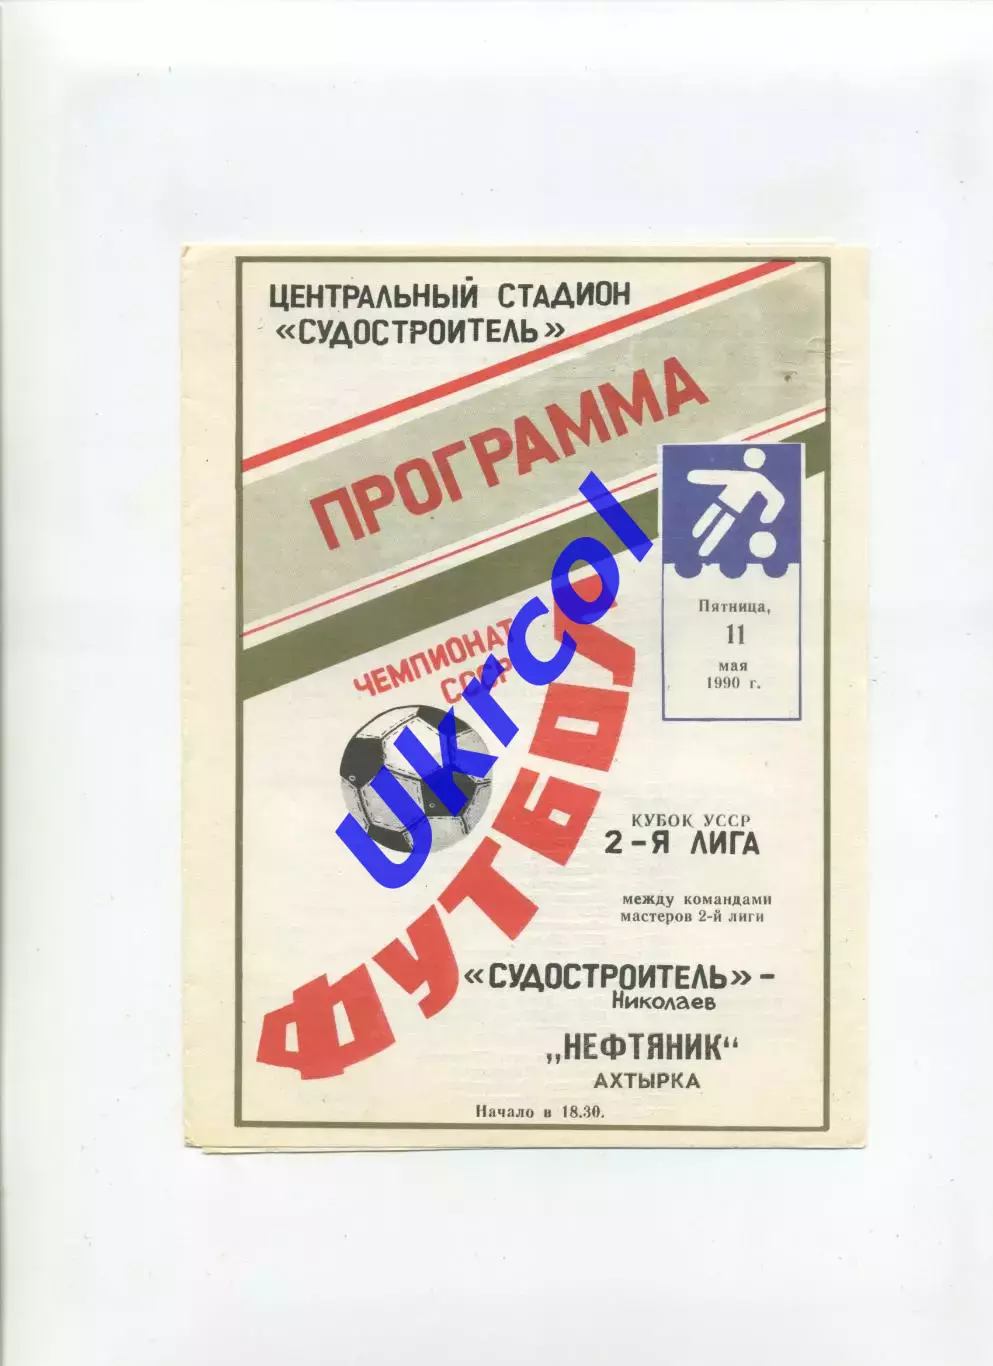 ЦЕНТРАЛЬНЫЙ СТАДИОН
«СУДОСТРОИТЕЛЬ»
ПРОГРАММА
Пятница,
11
мая
1990 г.
ЧЕМПИОНАТ
СССР
ФУТБОЛ
Ukrcol
КУБОК УССР
2-Я ЛИГА
между командами
мастеров 2-й лиги
«СУДОСТРОИТЕЛЬ» -
Николаев
„НЕФТЯНИК“
АХТЫРКА
Начало в 18.30.